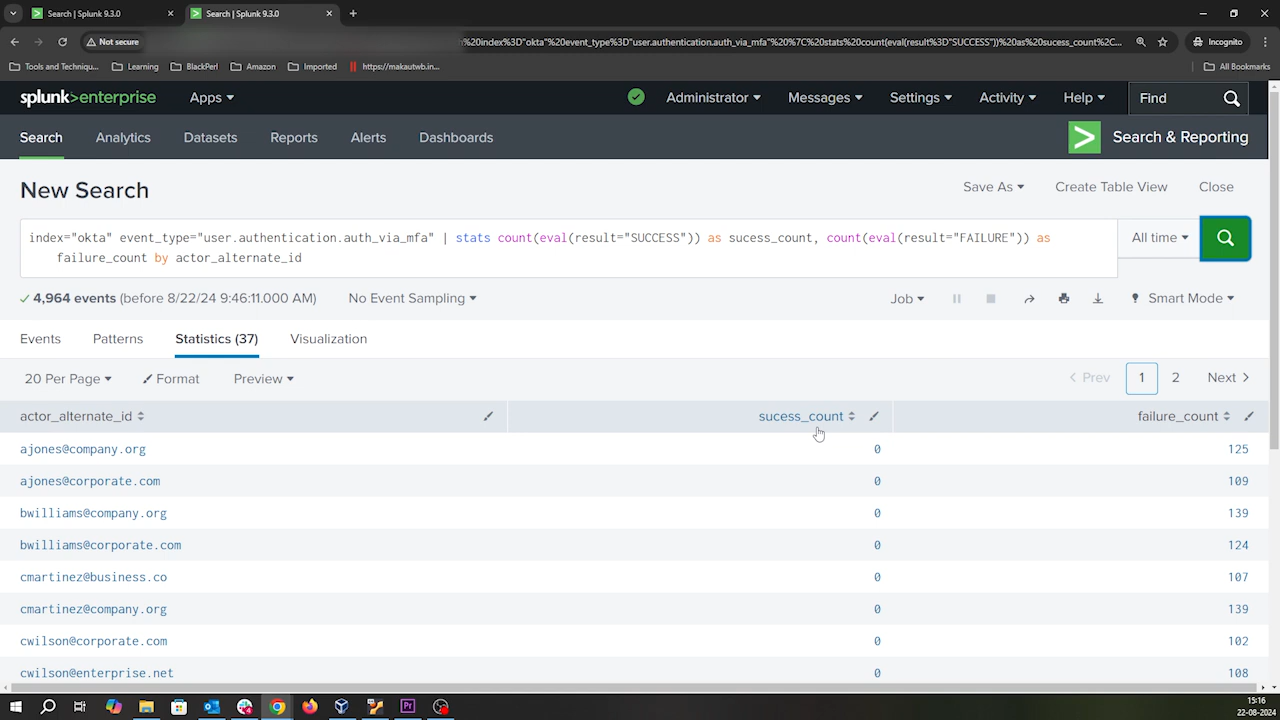 Search | Splunk 9.3.0
Search | Splunk 9.3.0
Not secure
n%20index%3D"okta"%20event_type%3D"user.authentication.auth_via_mfa"%20%7C%20stats%20count(eval(result%3D"SUCCESS"))%20as%20sucess_count%2C...
Incognito
Tools and Techniqu... Learning BlackPerl Amazon Imported https://makautwb.in... All Bookmarks
splunk>enterprise Apps Administrator Messages Settings Activity Help Find
Search Analytics Datasets Reports Alerts Dashboards Search & Reporting
New Search Save As Create Table View Close
index="okta" event_type="user.authentication.auth_via_mfa" | stats count(eval(result="SUCCESS")) as sucess_count, count(eval(result="FAILURE")) as
failure_count by actor_alternate_id
All time
4,964 events (before 8/22/24 9:46:11.000 AM) No Event Sampling Job Smart Mode
Events Patterns Statistics (37) Visualization
20 Per Page Format Preview < Prev 1 2 Next >
actor_alternate_id sucess_count failure_count
ajones@company.org 0 125
ajones@corporate.com 0 109
bwilliams@company.org 0 139
bwilliams@corporate.com 0 124
cmartinez@business.co 0 107
cmartinez@company.org 0 139
cwilson@corporate.com 0 102
cwilson@enterprise.net 0 108
15:16
22-08-2024